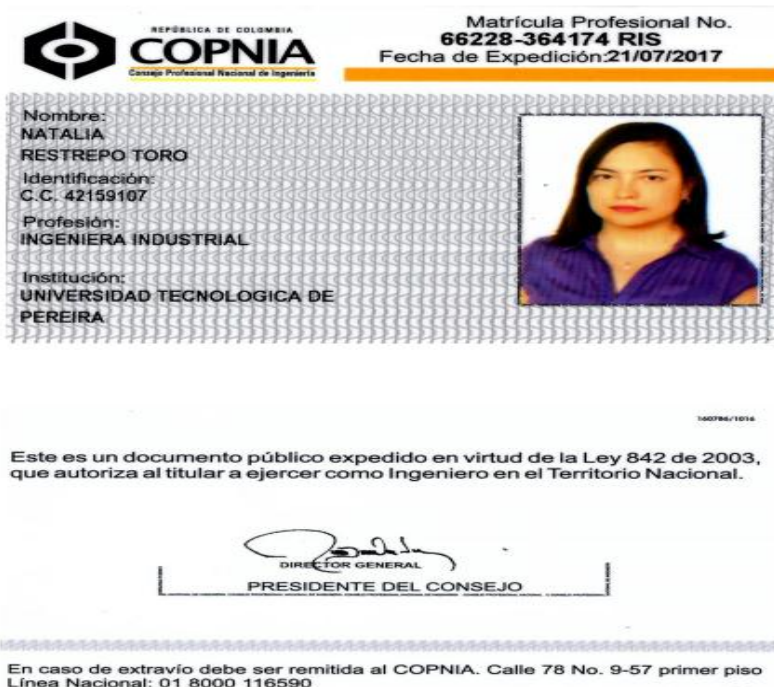 REPÚBLICA DE COLOMBIA
COPNIA
Consejo Profesional Nacional de Ingeniería
Matrícula Profesional No.
66228-364174 RIS
Fecha de Expedición:21/07/2017
Nombre:
NATALIA
RESTREPO TORO
Identificación:
C.C. 42159107
Profesión:
INGENIERA INDUSTRIAL
Institución:
UNIVERSIDAD TECNOLOGICA DE
PEREIRA
160786/1016
Este es un documento público expedido en virtud de la Ley 842 de 2003,
que autoriza al titular a ejercer como Ingeniero en el Territorio Nacional.
DIRECTOR GENERAL
PRESIDENTE DEL CONSEJO
En caso de extravío debe ser remitida al COPNIA. Calle 78 No. 9-57 primer piso
Línea Nacional: 01 8000 116590